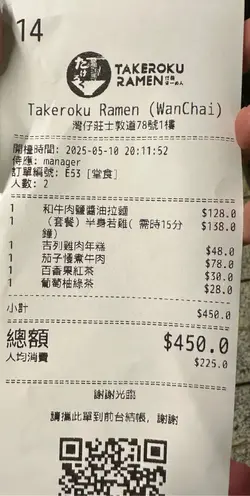 14
たけろく
TAKEROKU
RAMEN
Takeroku Ramen (WanChai)
灣仔莊士敦道78號1樓
開檯時間: 2025-05-10 20:11:52
侍應: manager
訂單編號: E53 [堂食]
人數: 2
1 和牛肉鹽醬油拉麵 $128.0
1 (套餐) 半身若雞( 需時15分鐘) $138.0
1 吉列雞肉年糕 $48.0
1 茄子慢煮牛肉 $78.0
1 百香果紅茶 $30.0
1 葡萄柚綠茶 $28.0
小計 $450.0
總額 $450.0
人均消費 $225.0
謝謝光臨
請攜此單到前台結帳, 謝謝